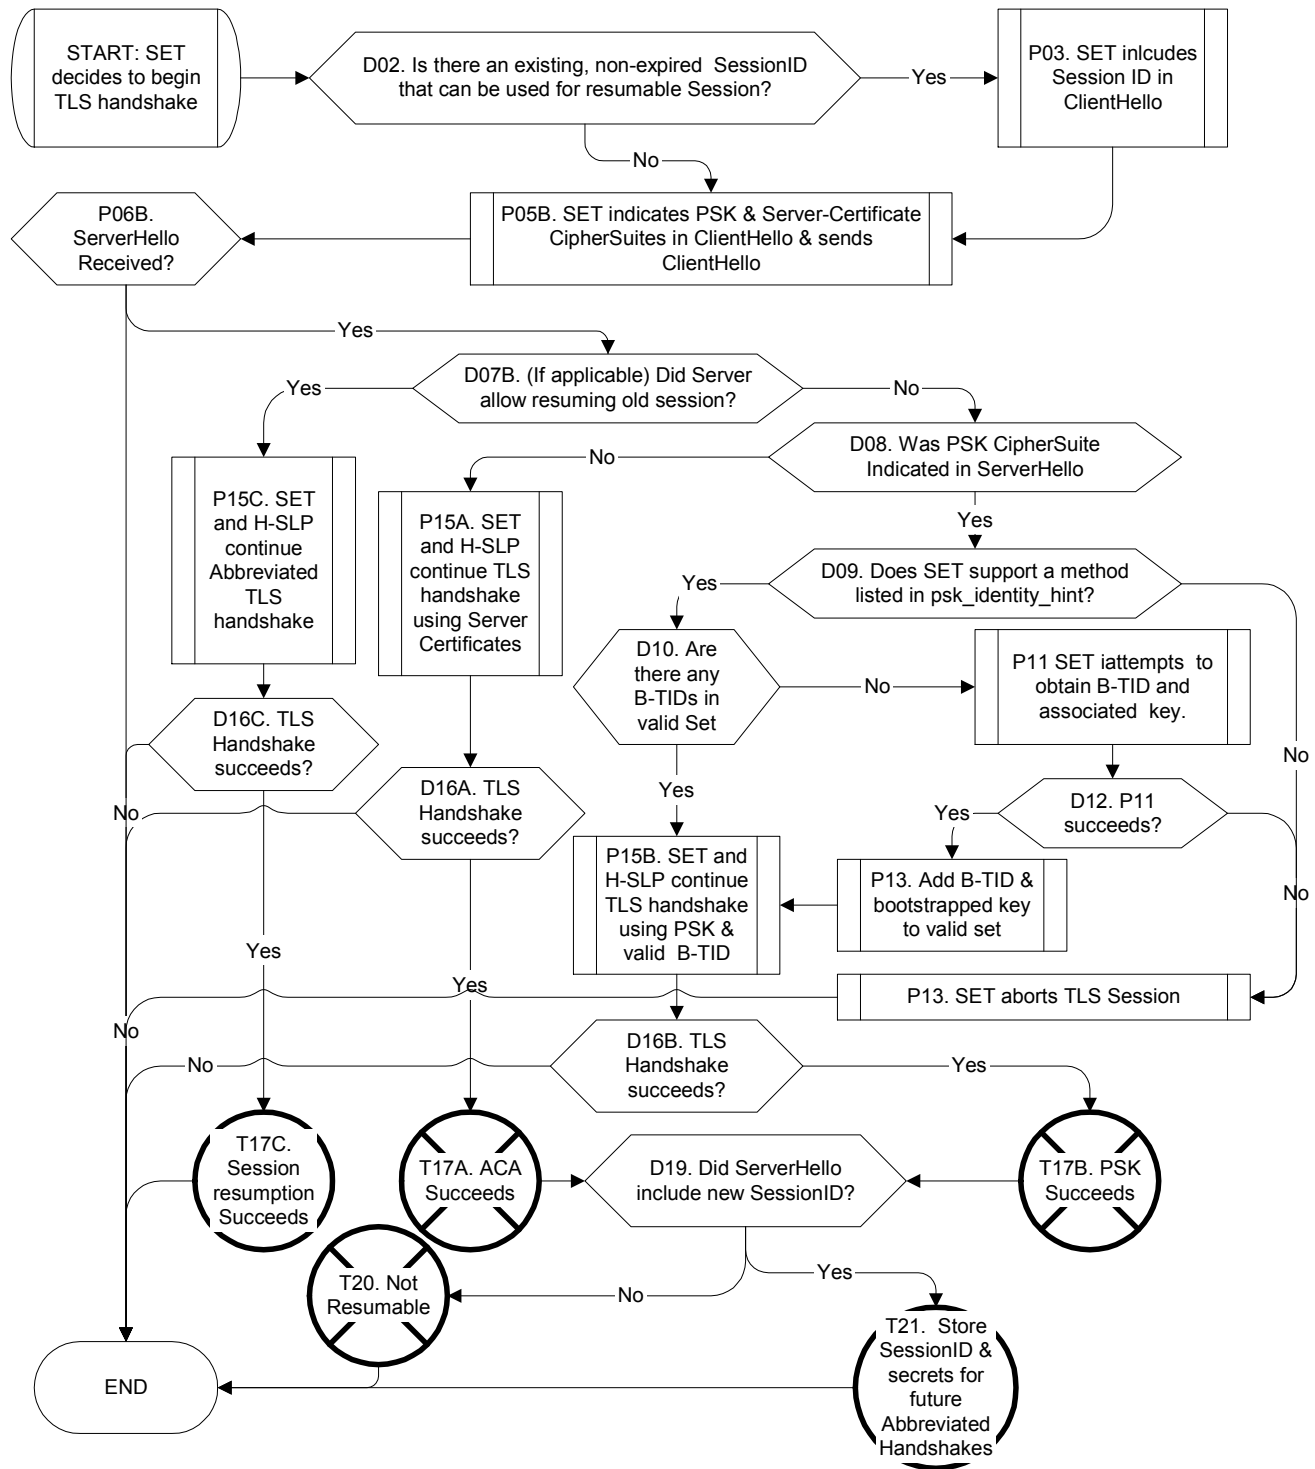 START: SET
decides to begin
TLS handshake
D02. Is there an existing, non-expired SessionID
that can be used for resumable Session?
Yes
P03. SET inlcudes
Session ID in
ClientHello
No
P06B.
ServerHello
Received?
P05B. SET indicates PSK & Server-Certificate
CipherSuites in ClientHello & sends
ClientHello
Yes
D07B. (If applicable) Did Server
allow resuming old session?
Yes
No
D08. Was PSK CipherSuite
Indicated in ServerHello
No
Yes
P15C. SET
and H-SLP
continue
Abbreviated
TLS
handshake
P15A. SET
and H-SLP
continue TLS
handshake
using Server
Certificates
D09. Does SET support a method
listed in psk_identity_hint?
Yes
No
D10. Are
there any
B-TIDs in
valid Set
No
P11 SET iattempts to
obtain B-TID and
associated key.
D16C. TLS
Handshake
succeeds?
No
D16A. TLS
Handshake
succeeds?
Yes
D12. P11
succeeds?
Yes
No
P15B. SET and
H-SLP continue
TLS handshake
using PSK &
valid B-TID
P13. Add B-TID &
bootstrapped key
to valid set
Yes
Yes
P13. SET aborts TLS Session
No
No
D16B. TLS
Handshake
succeeds?
Yes
T17C.
Session
resumption
Succeeds
T17A. ACA
Succeeds
D19. Did ServerHello
include new SessionID?
T17B. PSK
Succeeds
T20. Not
Resumable
No
Yes
T21. Store
SessionID &
secrets for
future
Abbreviated
Handshakes
END